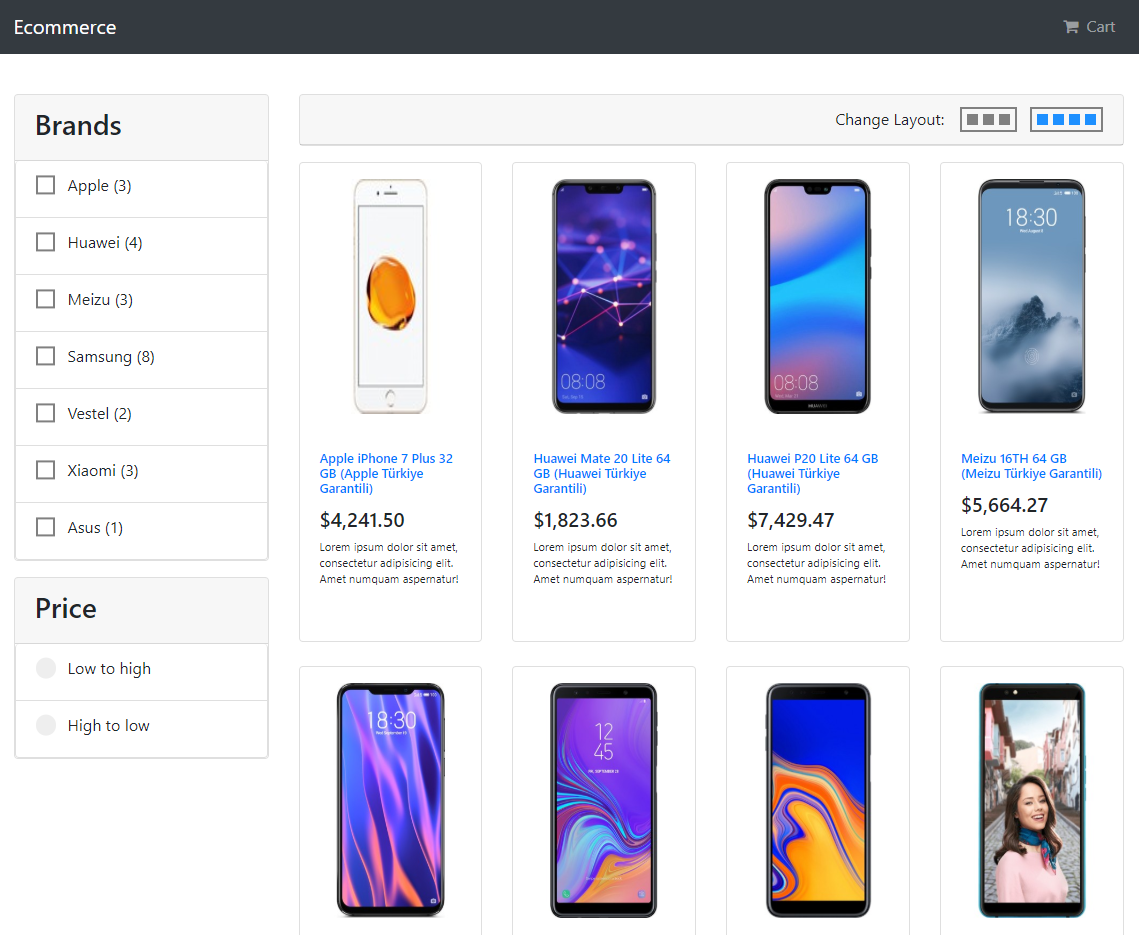 Ecommerce
Cart
Brands
Apple (3)
Huawei (4)
Meizu (3)
Samsung (8)
Vestel (2)
Xiaomi (3)
Asus (1)
Price
Low to high
High to low
Change Layout:
08:08
08:08
HUAWEI
18:30
Apple iPhone 7 Plus 32
GB (Apple Türkiye
Garantili)
$4,241.50
Lorem ipsum dolor sit amet,
consectetur adipisicing elit.
Amet numquam aspernatur!
Huawei Mate 20 Lite 64
GB (Huawei Türkiye
Garantili)
$1,823.66
Lorem ipsum dolor sit amet,
consectetur adipisicing elit.
Amet numquam aspernatur!
Huawei P20 Lite 64 GB
(Huawei Türkiye
Garantili)
$7,429.47
Lorem ipsum dolor sit amet,
consectetur adipisicing elit.
Amet numquam aspernatur!
Meizu 16TH 64 GB
(Meizu Türkiye Garantili)
$5,664.27
Lorem ipsum dolor sit amet,
consectetur adipisicing elit.
Amet numquam aspernatur!
18:30
12
45